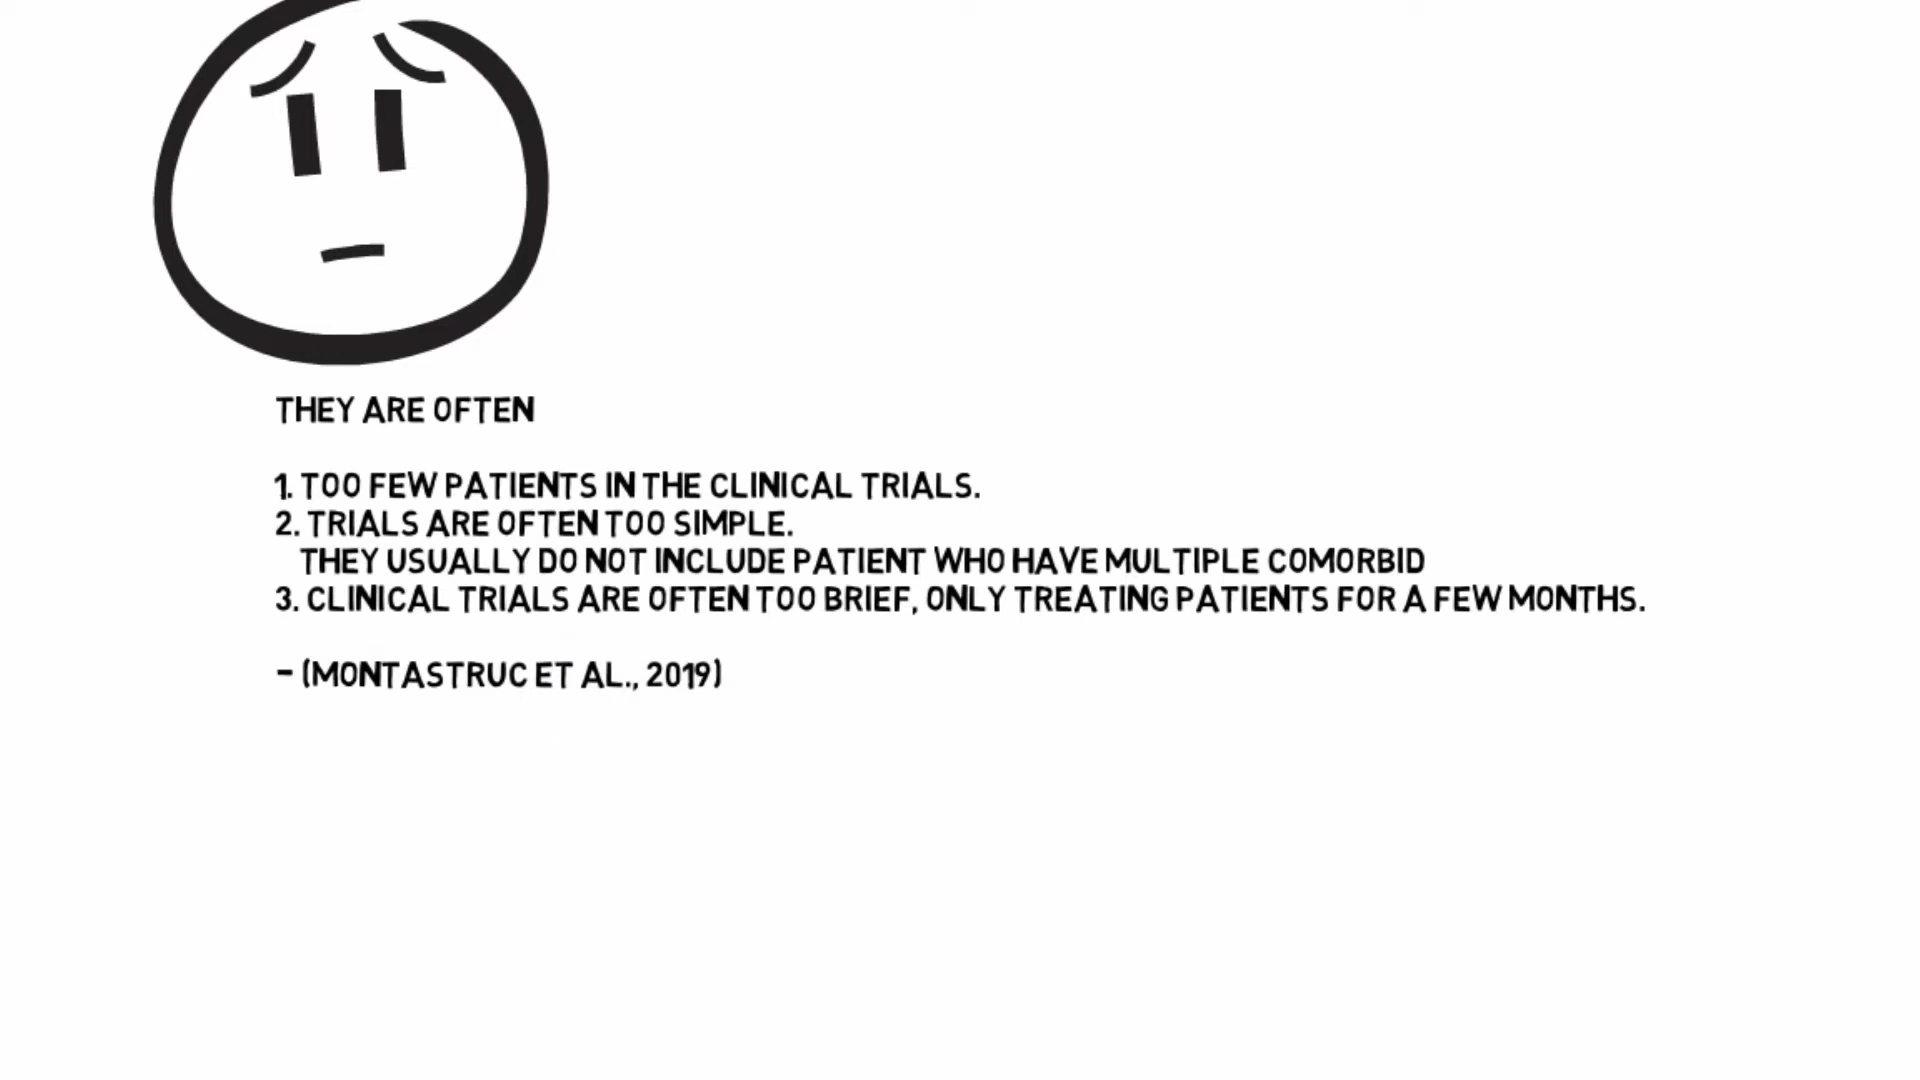 THEY ARE OFTEN
1. TOO FEW PATIENTS IN THE CLINICAL TRIALS.
2. TRIALS ARE OFTEN TOO SIMPLE.
THEY USUALLY DO NOT INCLUDE PATIENT WHO HAVE MULTIPLE COMORBID
3. CLINICAL TRIALS ARE OFTEN TOO BRIEF, ONLY TREATING PATIENTS FOR A FEW MONTHS.
- (MONTASTRUC ET AL., 2019)